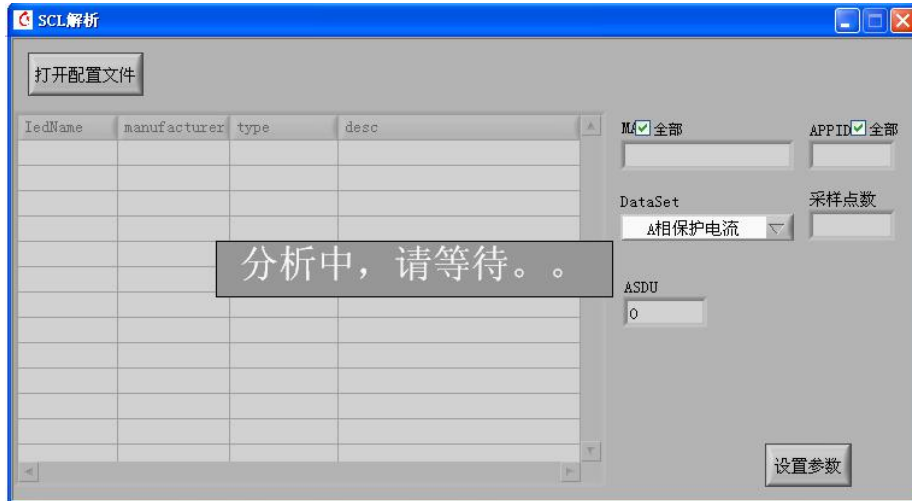 SCL解析
打开配置文件
IedName manufacturer type desc
全部
APPID 全部
DataSet 采样点数
A相保护电流
分析中，请等待。。
ASDU
0
设置参数